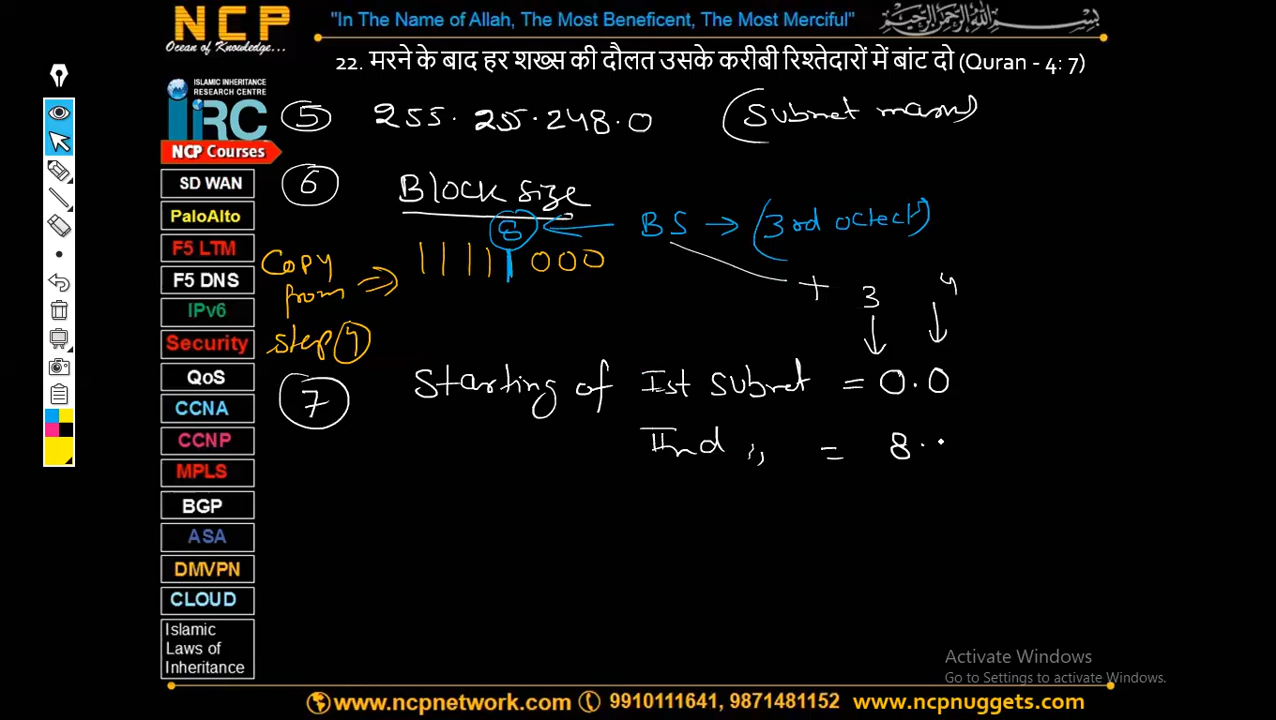 NCP
Ocean of Knowledge...
"In The Name of Allah, The Most Beneficent, The Most Merciful"
22. मरने के बाद हर शख्स की दौलत उसके करीबी रिश्तेदारों में बांट दो (Quran - 4: 7)
ISLAMIC INHERITANCE
RESEARCH CENTRE
IRC
NCP Courses
SD WAN
PaloAlto
F5 LTM
F5 DNS
IPv6
Security
QoS
CCNA
CCNP
MPLS
BGP
ASA
DMVPN
CLOUD
Islamic
Laws of
Inheritance
5 255.255.248.0 (Subnet mask)
6 Block size
8 ← BS → (3rd octect)
Copy from step 4 ⇒ 11111000
+ 3 4
7 Starting of Ist Subnet = 0.0
IInd ,, = 8..
Activate Windows
Go to Settings to activate Windows.
www.ncpnetwork.com 9910111641, 9871481152 www.ncpnuggets.com